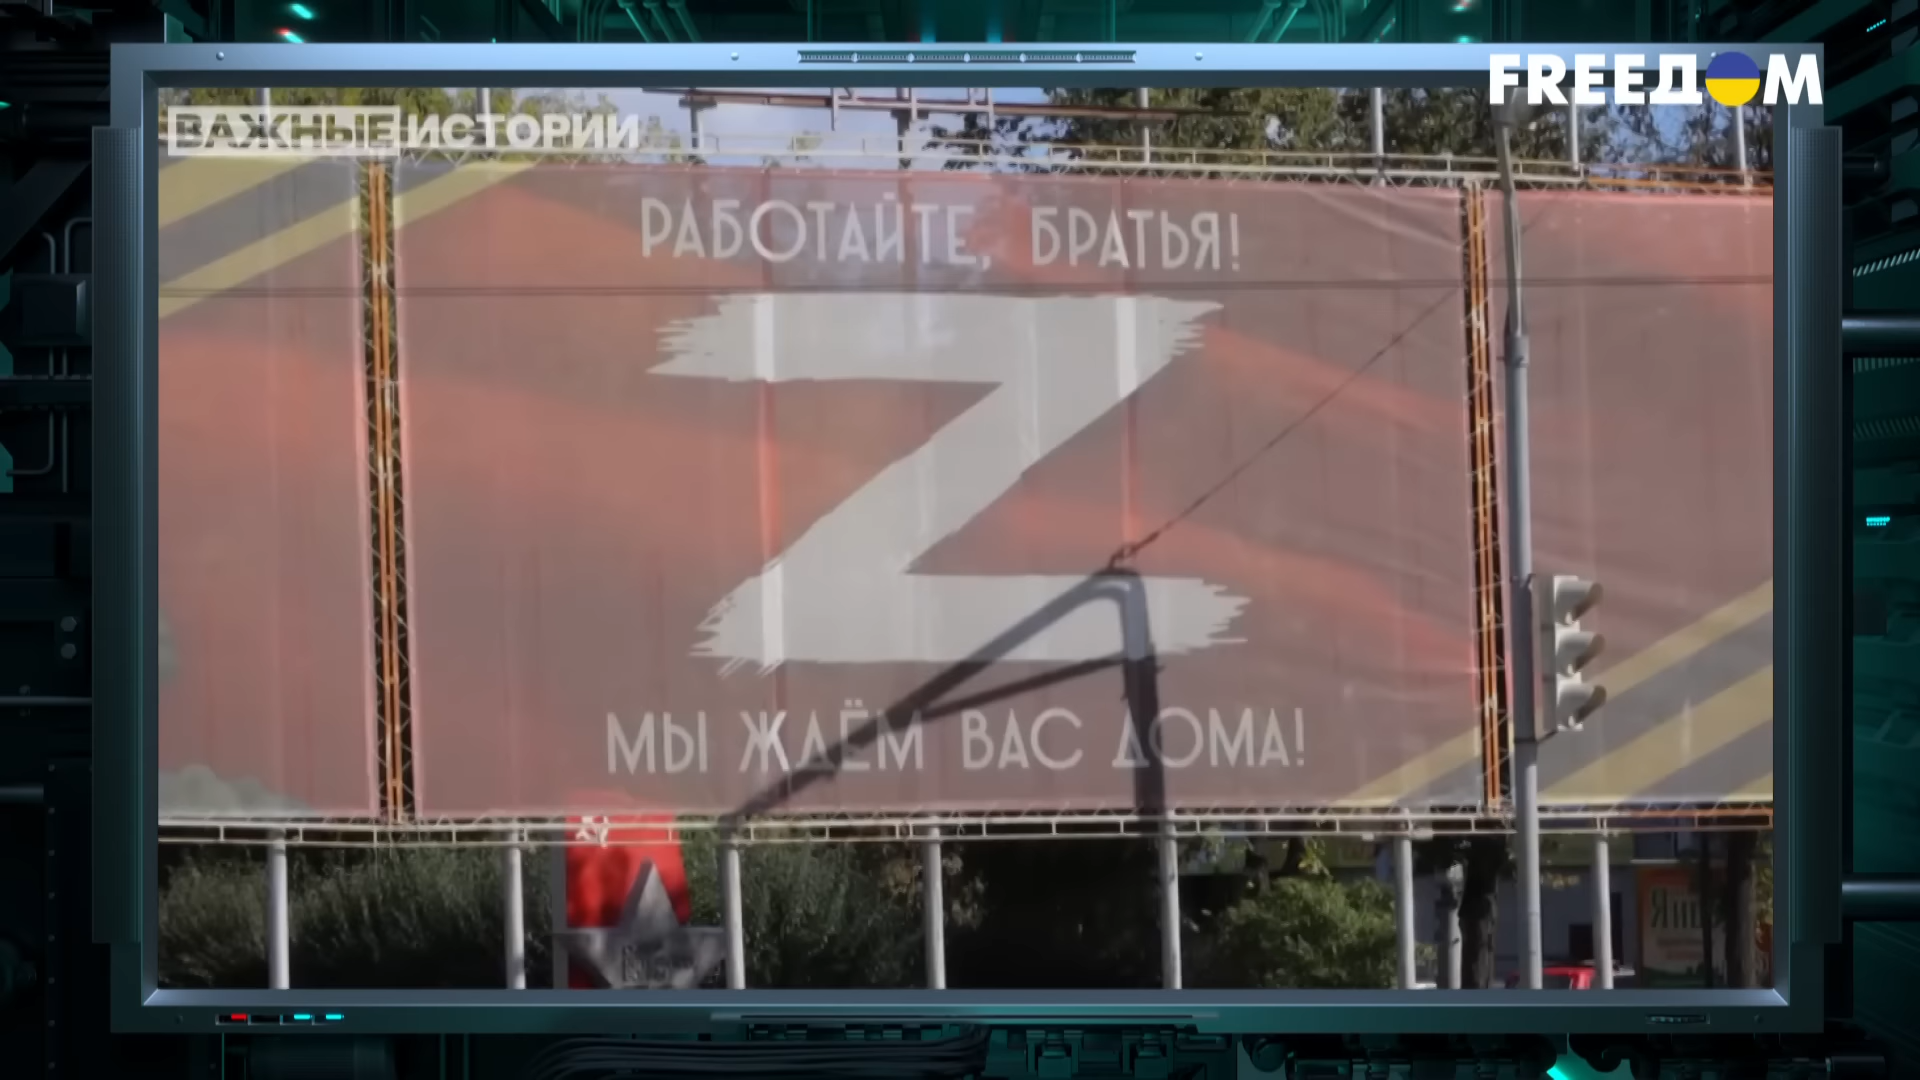 FREEДOM
ВАЖНЫЕ ИСТОРИИ
РАБОТАЙТЕ, БРАТЬЯ!
Z
МЫ ЖДЁМ ВАС ДОМА!